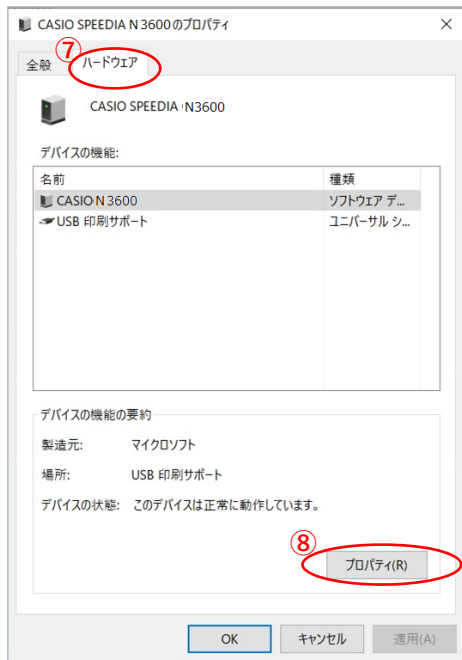 CASIO SPEEDIA N 3600のプロパティ
⑦
全般 ハードウェア
CASIO SPEEDIA N3600
デバイスの機能:
名前 種類
CASIO N 3600 ソフトウェア デ...
USB 印刷サポート ユニバーサル シ...
デバイスの機能の要約
製造元: マイクロソフト
場所: USB 印刷サポート
デバイスの状態: このデバイスは正常に動作しています。
⑧
プロパティ(R)
OK キャンセル 適用(A)